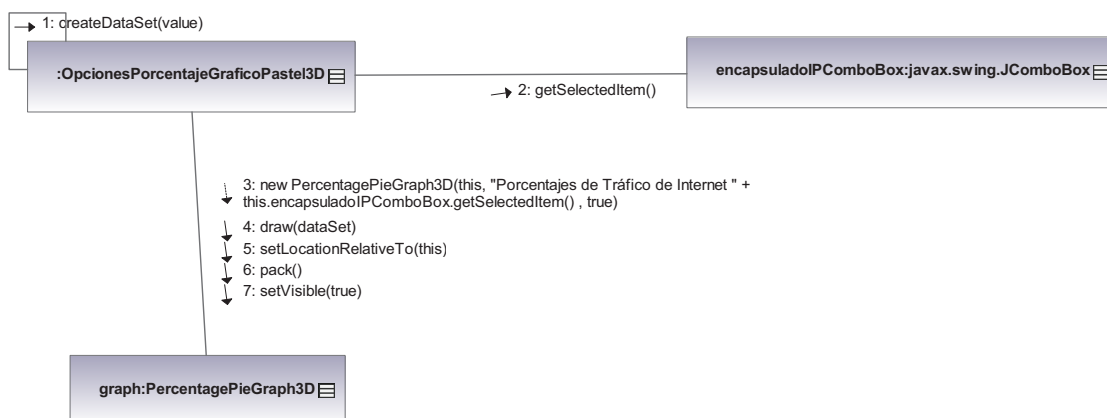 1: createDataSet(value)
:OpcionesPorcentajeGraficoPastel3D
encapsuladoIPComboBox:javax.swing.JComboBox
2: getSelectedItem()
3: new PercentagePieGraph3D(this, "Porcentajes de Tráfico de Internet " +
this.encapsuladoIPComboBox.getSelectedItem() , true)
4: draw(dataSet)
5: setLocationRelativeTo(this)
6: pack()
7: setVisible(true)
graph:PercentagePieGraph3D